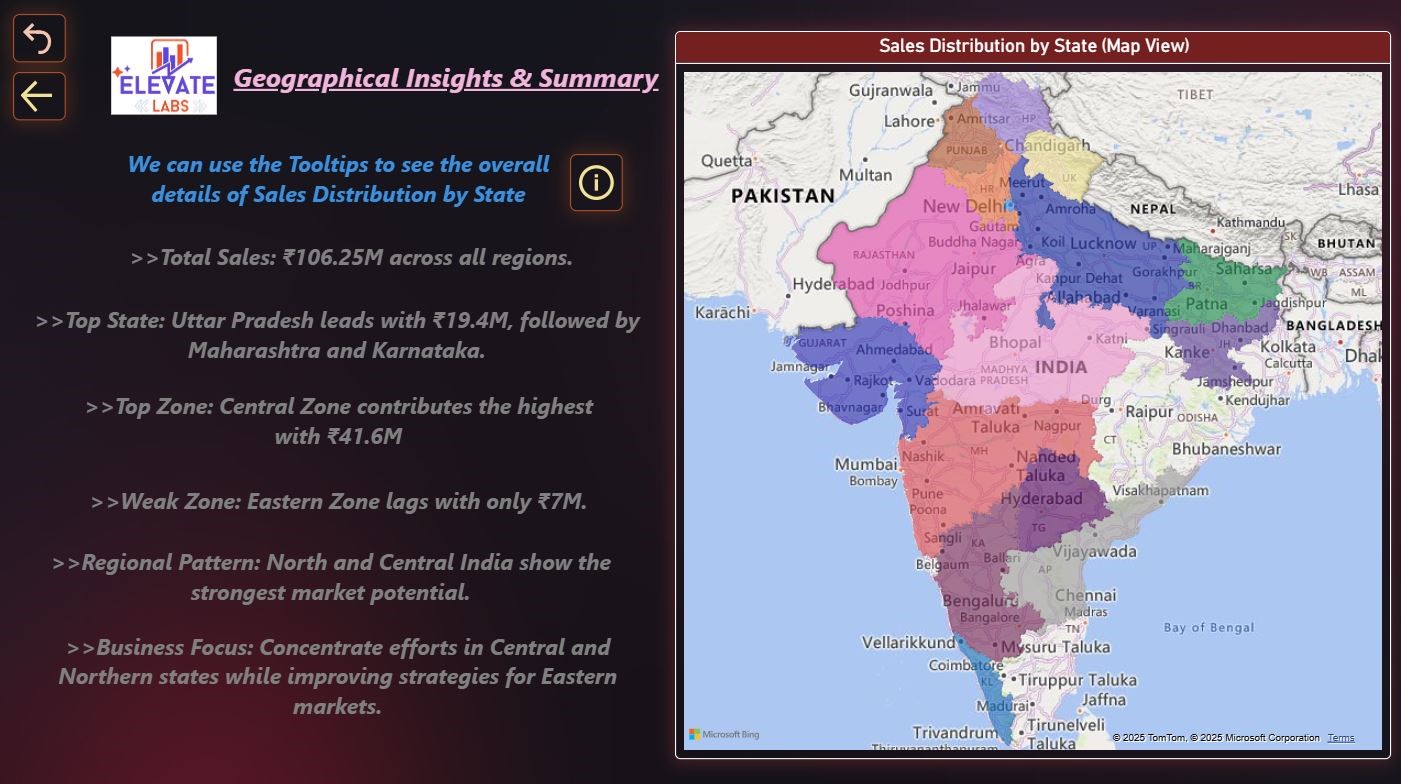 ELEVATE
LABS
Geographical Insights & Summary
We can use the Tooltips to see the overall
details of Sales Distribution by State
>>Total Sales: ₹106.25M across all regions.
>>Top State: Uttar Pradesh leads with ₹19.4M, followed by
Maharashtra and Karnataka.
>>Top Zone: Central Zone contributes the highest
with ₹41.6M
>>Weak Zone: Eastern Zone lags with only ₹7M.
>>Regional Pattern: North and Central India show the
strongest market potential.
>>Business Focus: Concentrate efforts in Central and
Northern states while improving strategies for Eastern
markets.
Sales Distribution by State (Map View)
Gujranwala
Jammu
TIBET
Lahore
Amritsar
HP
PUNJAB
Chandigarh
Quetta
Multan
HR
Meerut
UK
Lhasa
PAKISTAN
New Delhi
Amroha
NEPAL
Gautam
Buddha Nagar
Kathmandu
Koil
Lucknow
UP
Maharajganj
SK
BHUTAN
RAJASTHAN
Agra
Jaipur
Kanpur Dehat
Gorakhpur
Saharsa
WB
ASSAM
Hyderabad
Jodhpur
BR
ML
Karāchi
Poshina
Jhalawar
Allahabad
Varanasi
Patna
Jagdishpur
Singrauli
Dhanbad
BANGLADESH
GUJARAT
Ahmedabad
Bhopal
Katni
Kanke
JH
Kolkata
Calcutta
Dhak
Jamnagar
Rajkot
Vadodara
MADHYA
PRADESH
INDIA
Jamshedpur
Kendujhar
Bhavnagar
Surat
Amravati
Taluka
Durg
Raipur
ODISHA
Nashik
MH
Nagpur
CT
Bhubaneshwar
Mumbai
Bombay
Nanded
Taluka
Pune
Poona
Hyderabad
Visakhapatnam
TG
Sangli
KA
Belgaum
Ballari
Vijayawada
AP
Bengaluru
Bangalore
Chennai
Madras
TN
Bay of Bengal
Vellarikkund
Mysuru Taluka
Coimbatore
KL
Tiruppur Taluka
Madurai
Jaffna
Trivandrum
Thiruvananthapuram
Tirunelveli
Taluka
Microsoft Bing
© 2025 TomTom, © 2025 Microsoft Corporation Terms